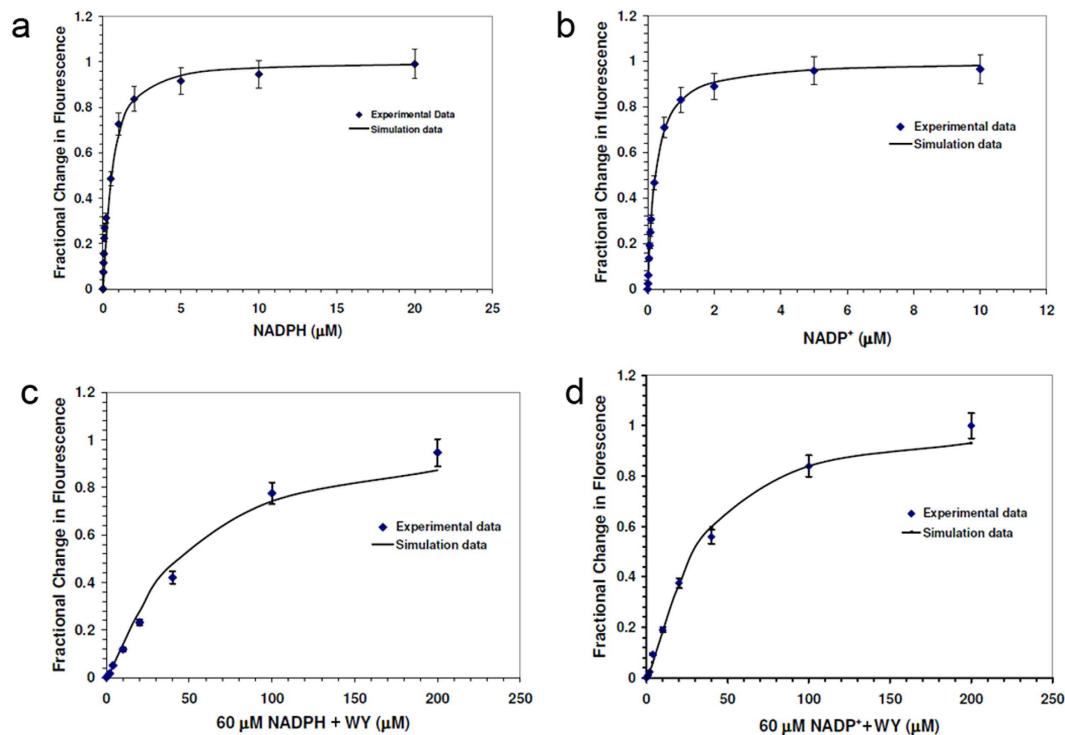 a
1.2
1
0.8
0.6
0.4
0.2
0
Fractional Change in Flourescence
Experimental Data
Simulation data
0 5 10 15 20 25
NADPH (μM)
b
1.2
1
0.8
0.6
0.4
0.2
0
Fractional Change in fluorescence
Experimental data
Simulation data
0 2 4 6 8 10 12
NADP⁺ (μM)
c
1.2
1
0.8
0.6
0.4
0.2
0
Fractional Change in Flourescence
Experimental data
Simulation data
0 50 100 150 200 250
60 μM NADPH + WY (μM)
d
1.2
1
0.8
0.6
0.4
0.2
0
Fractional Change in Florescence
Experimental data
Simulation data
0 50 100 150 200 250
60 μM NADP⁺+WY (μM)